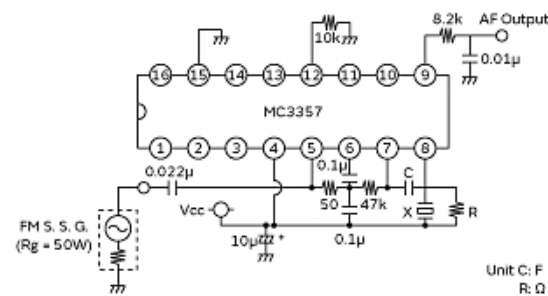 8.2k AF Output
10k
0.01µ
16 15 14 13 12 11 10 9
MC3357
1 2 3 4 5 6 7 8
0.022µ
0.1µ
C
50 47k
Vcc
X R
FM S. S. G.
(Rg = 50W)
10µ +
0.1µ
Unit C: F
R: Ω